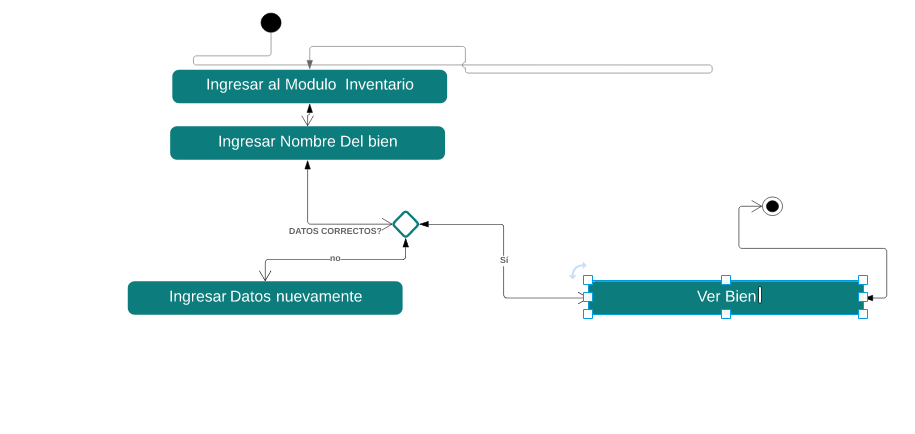 Ingresar al Modulo  Inventario
Ingresar Nombre Del bien
DATOS CORRECTOS?
no
Sí
Ingresar Datos nuevamente
Ver Bien